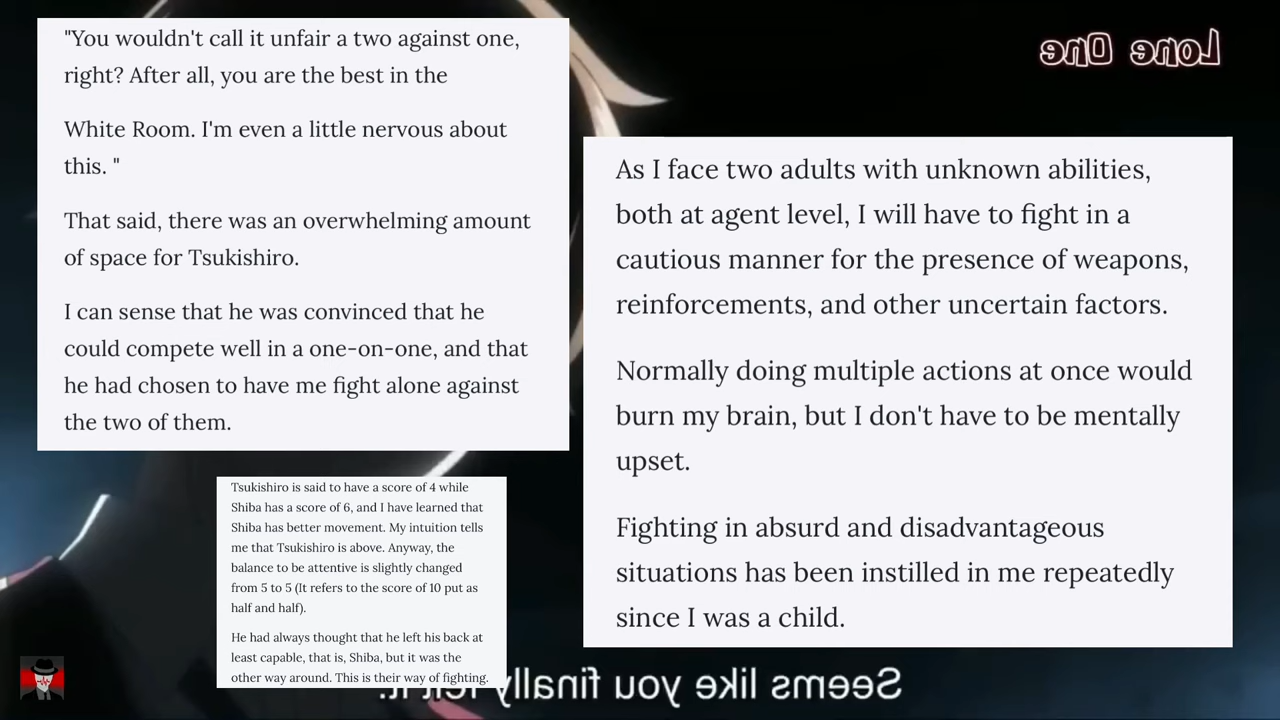 "You wouldn't call it unfair a two against one,
right? After all, you are the best in the
White Room. I'm even a little nervous about
this. "
That said, there was an overwhelming amount
of space for Tsukishiro.
I can sense that he was convinced that he
could compete well in a one-on-one, and that
he had chosen to have me fight alone against
the two of them.
Lone One
As I face two adults with unknown abilities,
both at agent level, I will have to fight in a
cautious manner for the presence of weapons,
reinforcements, and other uncertain factors.
Normally doing multiple actions at once would
burn my brain, but I don't have to be mentally
upset.
Fighting in absurd and disadvantageous
situations has been instilled in me repeatedly
since I was a child.
Tsukishiro is said to have a score of 4 while
Shiba has a score of 6, and I have learned that
Shiba has better movement. My intuition tells
me that Tsukishiro is above. Anyway, the
balance to be attentive is slightly changed
from 5 to 5 (It refers to the score of 10 put as
half and half).
He had always thought that he left his back at
least capable, that is, Shiba, but it was the
other way around. This is their way of fighting.
Seems like you finally